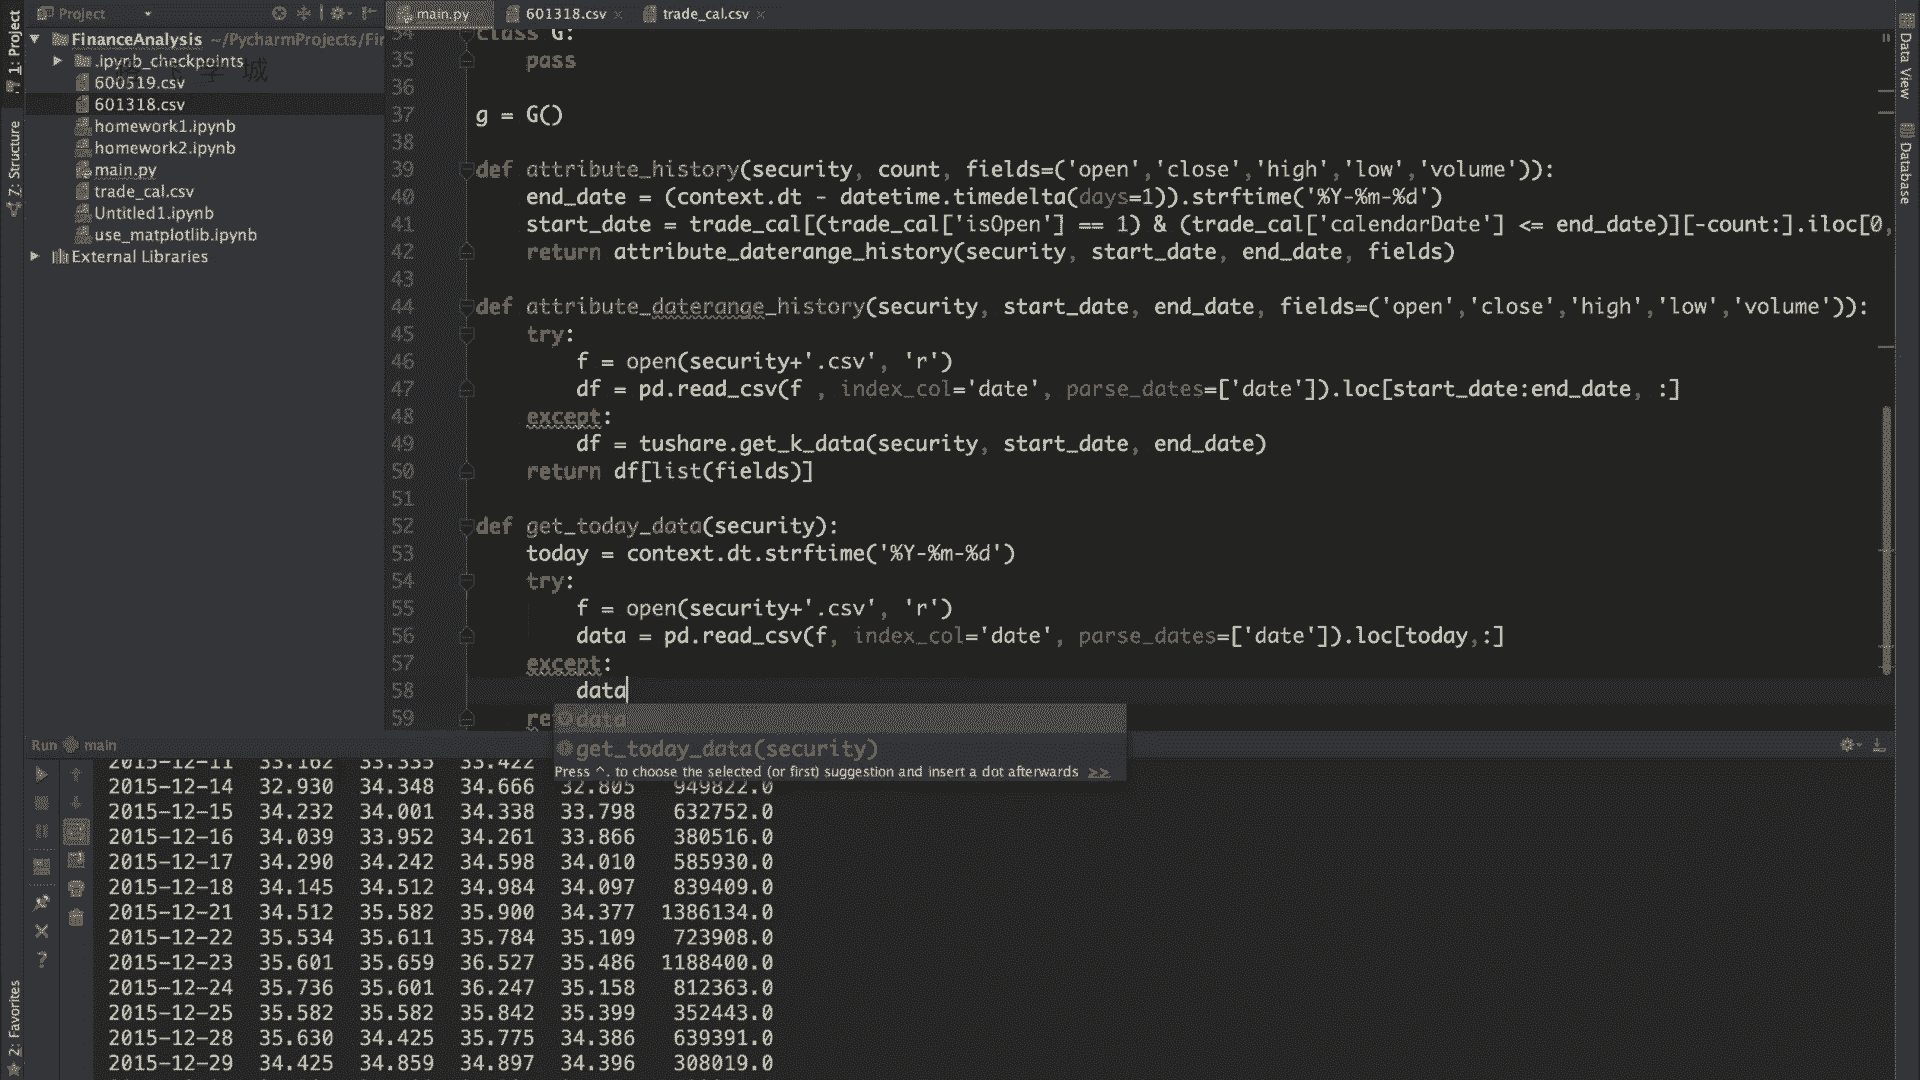 1: Project
Project
FinanceAnalysis ~/PycharmProjects/Fir
.ipynb_checkpoints
学城
600519.csv
601318.csv
homework1.ipynb
homework2.ipynb
main.py
trade_cal.csv
Untitled1.ipynb
use_matplotlib.ipynb
External Libraries
7: Structure
2: Favorites
main.py
601318.csv
trade_cal.csv
34 class G:
35 pass
36
37 g = G()
38
39 def attribute_history(security, count, fields=('open','close','high','low','volume')):
40 end_date = (context.dt - datetime.timedelta(days=1)).strftime('%Y-%m-%d')
41 start_date = trade_cal[(trade_cal['isOpen'] == 1) & (trade_cal['calendarDate'] <= end_date)][-count:].iloc[0,
42 return attribute_daterange_history(security, start_date, end_date, fields)
43
44 def attribute_daterange_history(security, start_date, end_date, fields=('open','close','high','low','volume')):
45 try:
46 f = open(security+'.csv', 'r')
47 df = pd.read_csv(f , index_col='date', parse_dates=['date']).loc[start_date:end_date, :]
48 except:
49 df = tushare.get_k_data(security, start_date, end_date)
50 return df[list(fields)]
51
52 def get_today_data(security):
53 today = context.dt.strftime('%Y-%m-%d')
54 try:
55 f = open(security+'.csv', 'r')
56 data = pd.read_csv(f, index_col='date', parse_dates=['date']).loc[today,:]
57 except:
58 data
59 re
data
get_today_data(security)
Press ^. to choose the selected (or first) suggestion and insert a dot afterwards >>
Data View
Database
Run main
2015-12-11 33.162 33.335 33.422
2015-12-14 32.930 34.348 34.666 32.805 949822.0
2015-12-15 34.232 34.001 34.338 33.798 632752.0
2015-12-16 34.039 33.952 34.261 33.866 380516.0
2015-12-17 34.290 34.242 34.598 34.010 585930.0
2015-12-18 34.145 34.512 34.984 34.097 839409.0
2015-12-21 34.512 35.582 35.900 34.377 1386134.0
2015-12-22 35.534 35.611 35.784 35.109 723908.0
2015-12-23 35.601 35.659 36.527 35.486 1188400.0
2015-12-24 35.736 35.601 36.247 35.158 812363.0
2015-12-25 35.582 35.582 35.842 35.399 352443.0
2015-12-28 35.630 34.425 35.775 34.386 639391.0
2015-12-29 34.425 34.859 34.897 34.396 308019.0